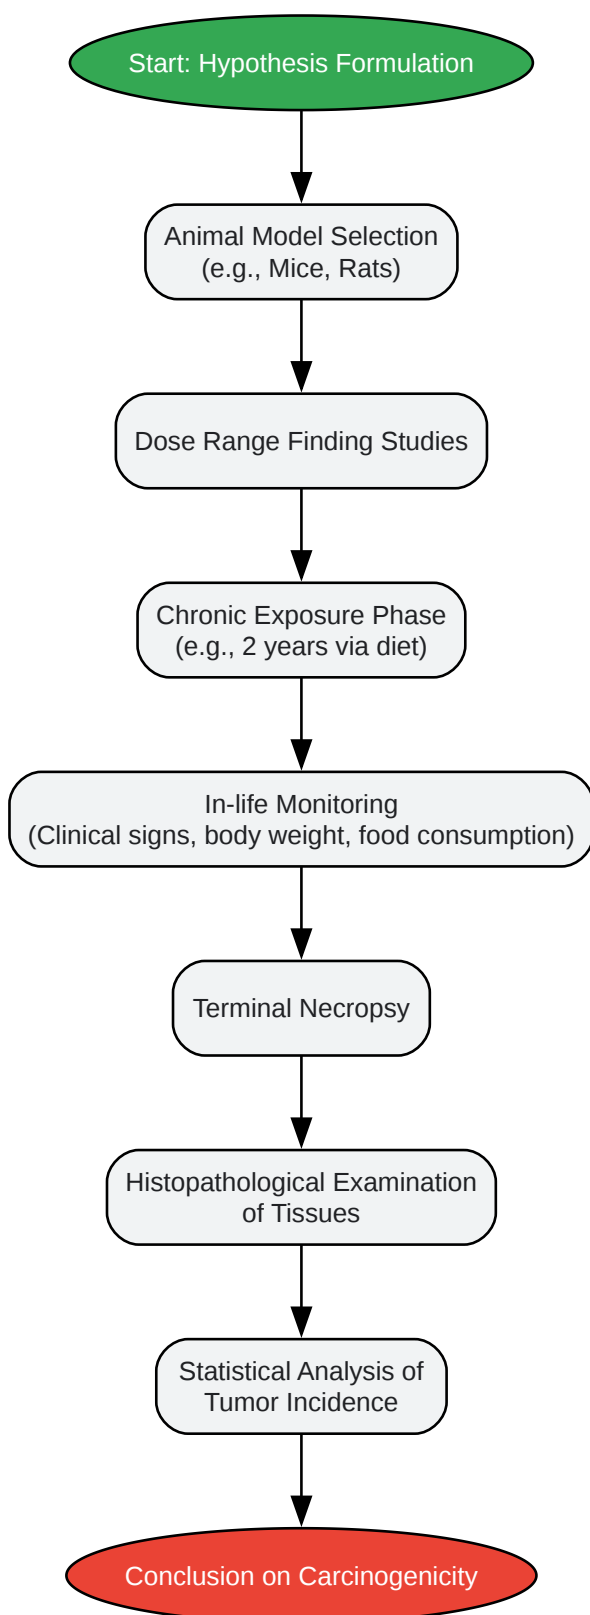 Start: Hypothesis Formulation
Animal Model Selection
(e.g., Mice, Rats)
Dose Range Finding Studies
Chronic Exposure Phase
(e.g., 2 years via diet)
In-life Monitoring
(Clinical signs, body weight, food consumption)
Terminal Necropsy
Histopathological Examination
of Tissues
Statistical Analysis of
Tumor Incidence
Conclusion on Carcinogenicity